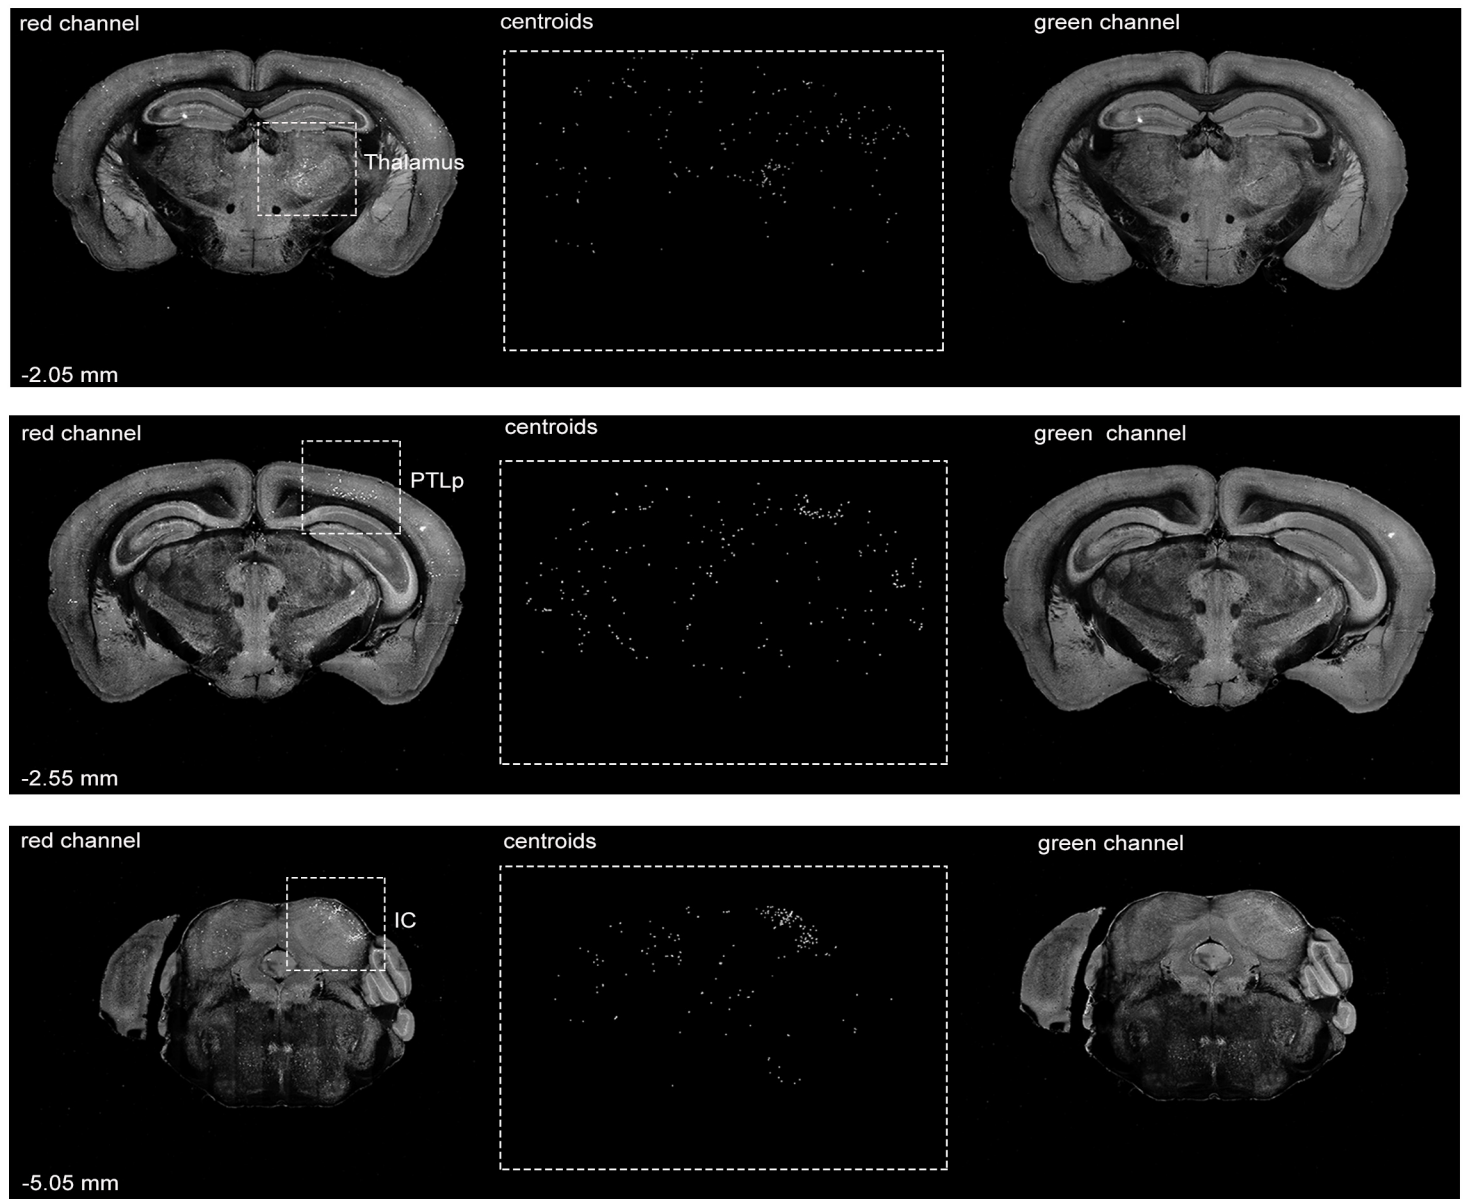 red channel
centroids
green channel
Thalamus
-2.05 mm
red channel
centroids
green  channel
PTLp
-2.55 mm
red channel
centroids
green channel
IC
-5.05 mm